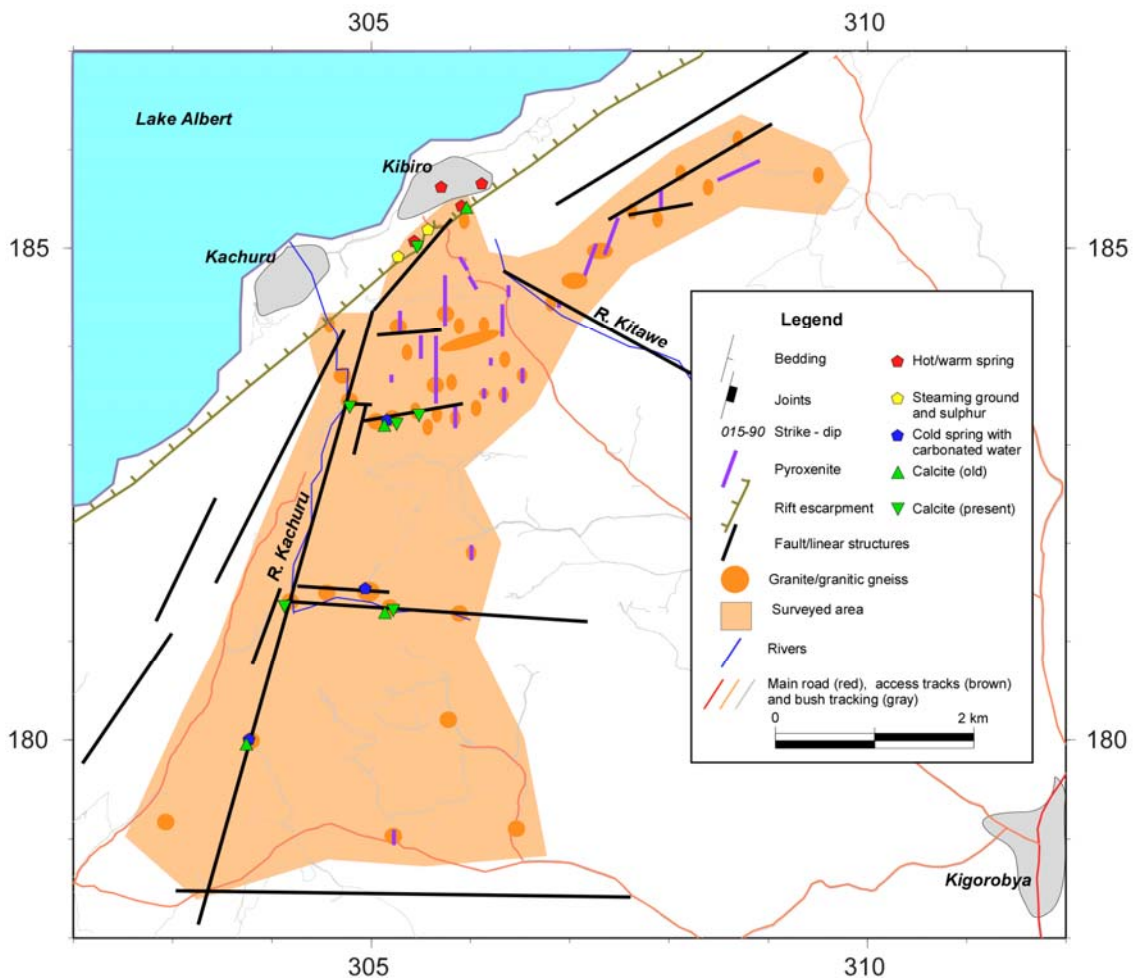 305
310
Lake Albert
Kibiro
185
185
Kachuru
R. Kitawe
Legend
Bedding
Joints
015-90
Strike - dip
Pyroxenite
Rift escarpment
Fault/linear structures
Granite/granitic gneiss
Surveyed area
Rivers
Main road (red), access tracks (brown)
and bush tracking (gray)
Hot/warm spring
Steaming ground
and sulphur
Cold spring with
carbonated water
Calcite (old)
Calcite (present)
0
2 km
R. Kachuru
180
180
Kigorobya
305
310